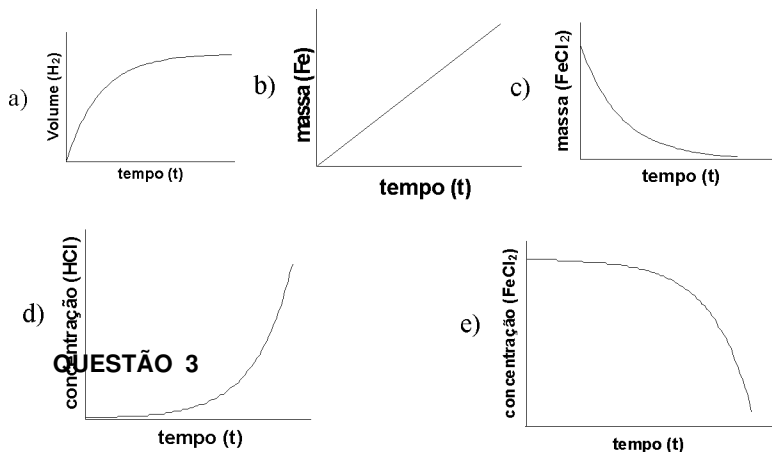 a)
Volume (H₂)
tempo (t)
b)
massa (Fe)
tempo (t)
c)
massa (FeCl₂)
tempo (t)
d)
concentração (HCl)
tempo (t)
QUESTÃO 3
e)
concentração (FeCl₂)
tempo (t)